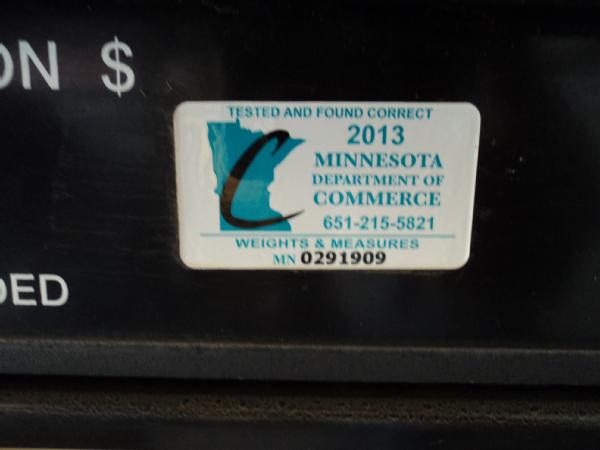 ON $
TESTED AND FOUND CORRECT
2013
MINNESOTA
DEPARTMENT OF
COMMERCE
651-215-5821
WEIGHTS & MEASURES
MN 0291909
DED